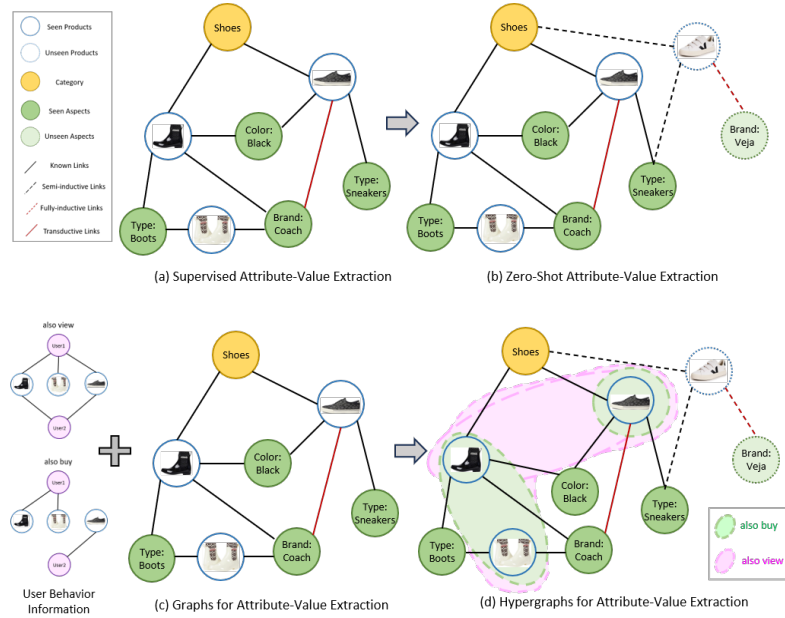 Seen Products
Unseen Products
Category
Seen Aspects
Unseen Aspects
Known Links
Semi-inductive Links
Fully-inductive Links
Transductive Links
Shoes
Color:
Black
Type:
Sneakers
Type:
Boots
Brand:
Coach
(a) Supervised Attribute-Value Extraction
Shoes
Color:
Black
Brand:
Veja
Type:
Sneakers
Type:
Boots
Brand:
Coach
(b) Zero-Shot Attribute-Value Extraction
also view
User1
User2
also buy
User1
User2
User Behavior
Information
Shoes
Color:
Black
Type:
Sneakers
Type:
Boots
Brand:
Coach
(c) Graphs for Attribute-Value Extraction
Shoes
Color:
Black
Brand:
Veja
Type:
Sneakers
Type:
Boots
Brand:
Coach
also buy
also view
(d) Hypergraphs for Attribute-Value Extraction